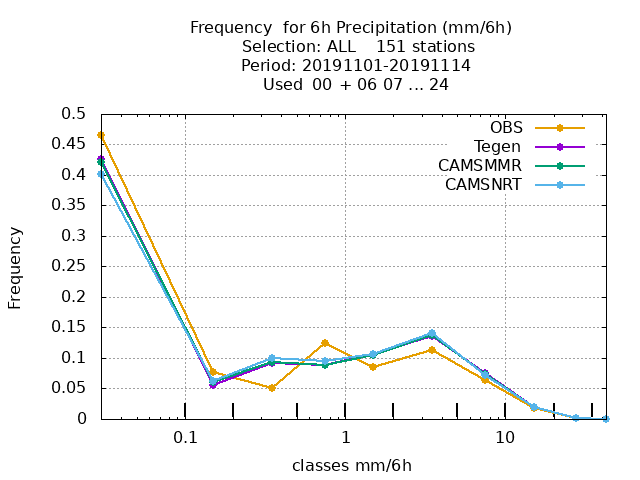 Frequency  for 6h Precipitation (mm/6h)
Selection: ALL    151 stations
Period: 20191101-20191114
Used  00  + 06 07 ... 24
OBS
Tegen
CAMSMMR
CAMSNRT
0.5
0.45
0.4
0.35
0.3
0.25
0.2
0.15
0.1
0.05
0
Frequency
0.1
1
10
classes mm/6h